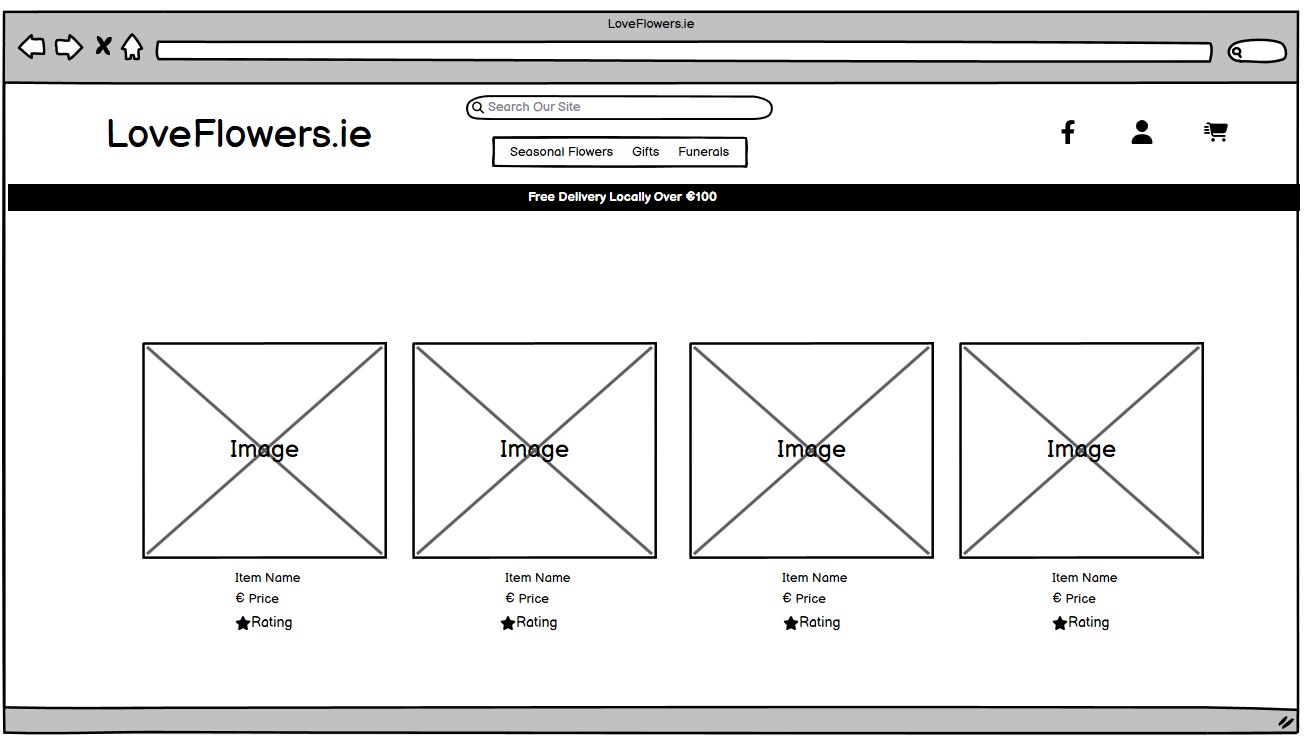 LoveFlowers.ie
Search Our Site
LoveFlowers.ie
Seasonal Flowers Gifts Funerals
Free Delivery Locally Over €100
Image Image Image Image
Item Name Item Name Item Name Item Name
€ Price € Price € Price € Price
Rating Rating Rating Rating